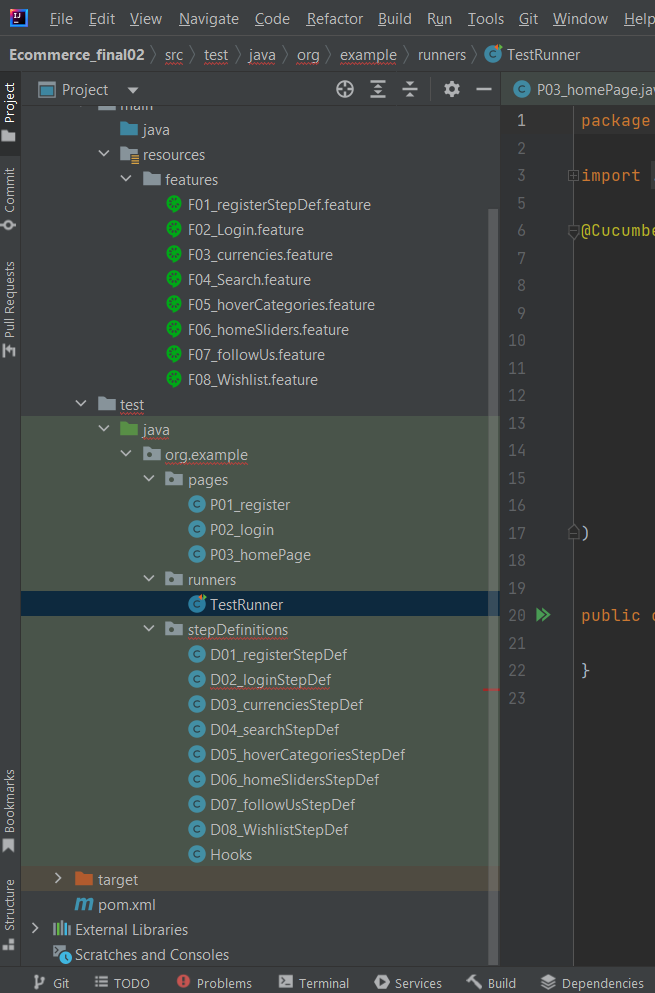 File Edit View Navigate Code Refactor Build Run Tools Git Window Help
Ecommerce_final02 src test java org example runners TestRunner
Project
Commit
Pull Requests
Bookmarks
Structure
Project
main
java
resources
features
F01_registerStepDef.feature
F02_Login.feature
F03_currencies.feature
F04_Search.feature
F05_hoverCategories.feature
F06_homeSliders.feature
F07_followUs.feature
F08_Wishlist.feature
test
java
org.example
pages
P01_register
P02_login
P03_homePage
runners
TestRunner
stepDefinitions
D01_registerStepDef
D02_loginStepDef
D03_currenciesStepDef
D04_searchStepDef
D05_hoverCategoriesStepDef
D06_homeSlidersStepDef
D07_followUsStepDef
D08_WishlistStepDef
Hooks
target
pom.xml
External Libraries
Scratches and Consoles
P03_homePage.jav
1 package
2
3 import
5
6 @Cucumbe
7
8
9
10
11
12
13
14
15
16
17 )
18
19
20 public c
21
22 }
23
Git TODO Problems Terminal Services Build Dependencies